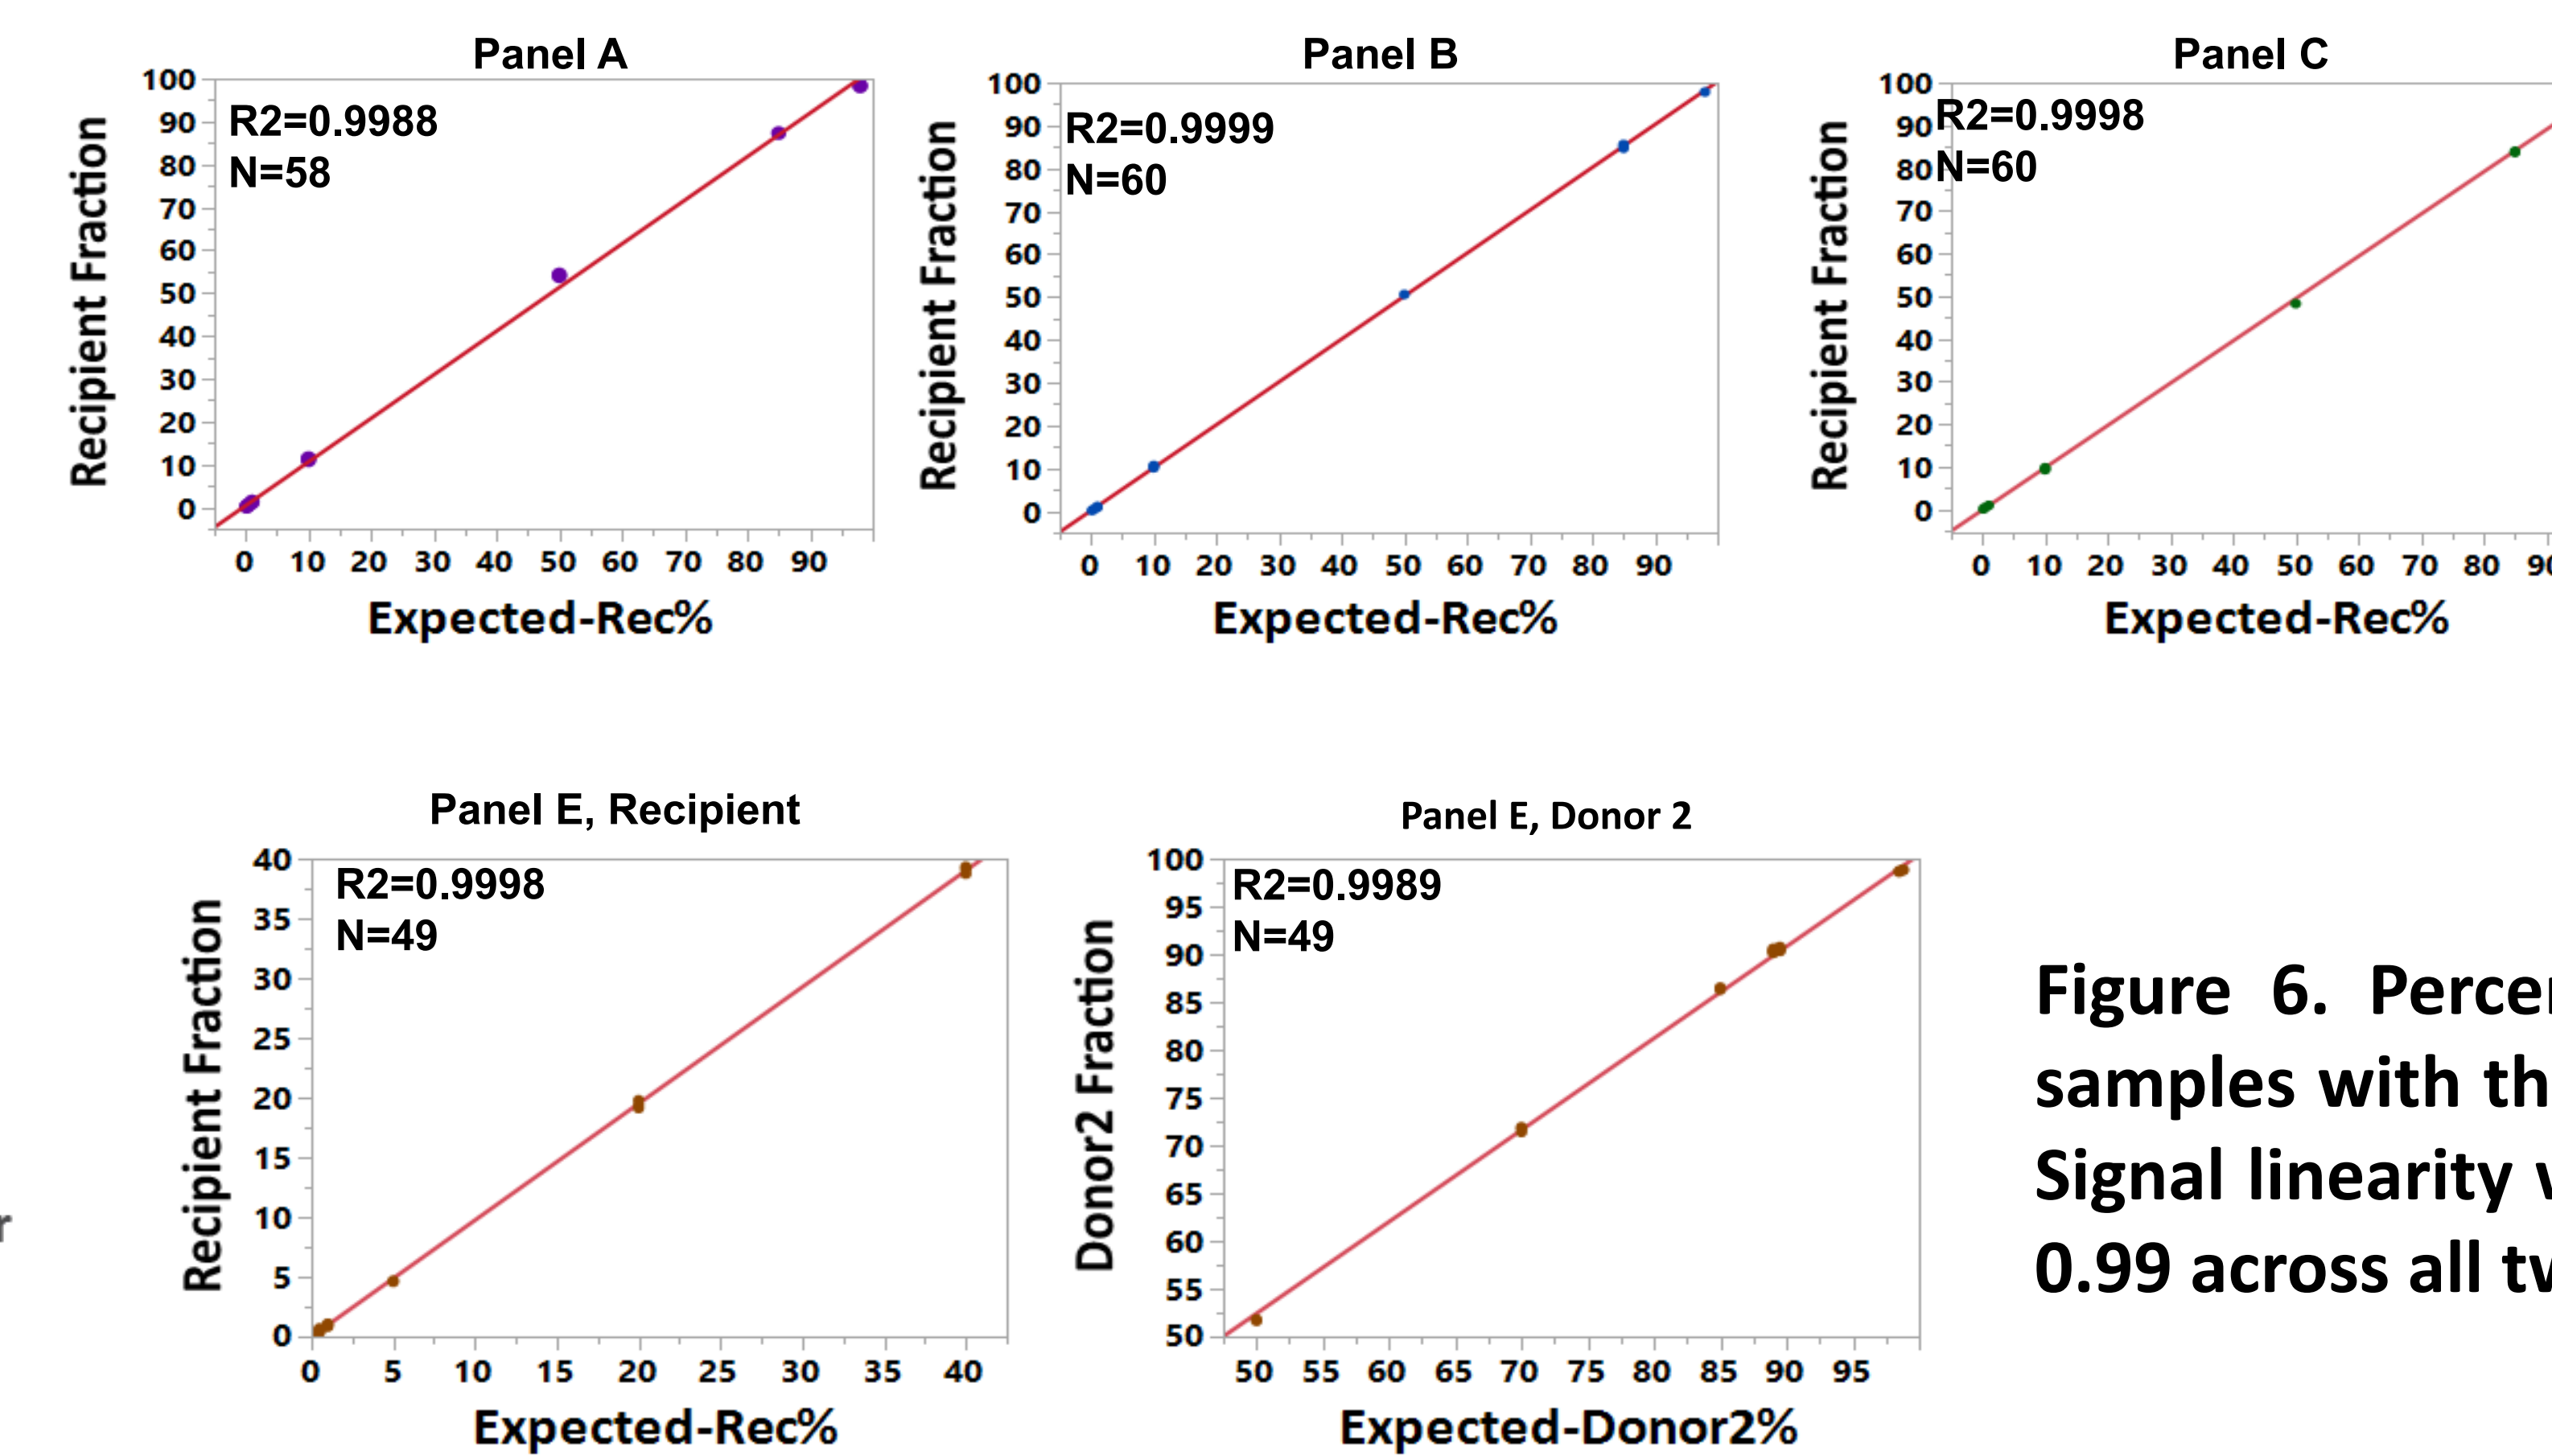 Panel A
R2=0.9988
N=58
100
90
80
70
60
50
40
30
20
10
0
Recipient Fraction
0 10 20 30 40 50 60 70 80 90
Expected-Rec%
Panel B
R2=0.9999
N=60
100
90
80
70
60
50
40
30
20
10
0
Recipient Fraction
0 10 20 30 40 50 60 70 80 90
Expected-Rec%
Panel C
R2=0.9998
N=60
100
90
80
70
60
50
40
30
20
10
0
Recipient Fraction
0 10 20 30 40 50 60 70 80
Expected-Rec%
r
Panel E, Recipient
R2=0.9998
N=49
40
35
30
25
20
15
10
5
0
Recipient Fraction
0 5 10 15 20 25 30 35 40
Expected-Rec%
Panel E, Donor 2
R2=0.9989
N=49
100
95
90
85
80
75
70
65
60
55
50
Donor2 Fraction
50 55 60 65 70 75 80 85 90 95
Expected-Donor2%
Figure 6. Percen
samples with th
Signal linearity
0.99 across all tw